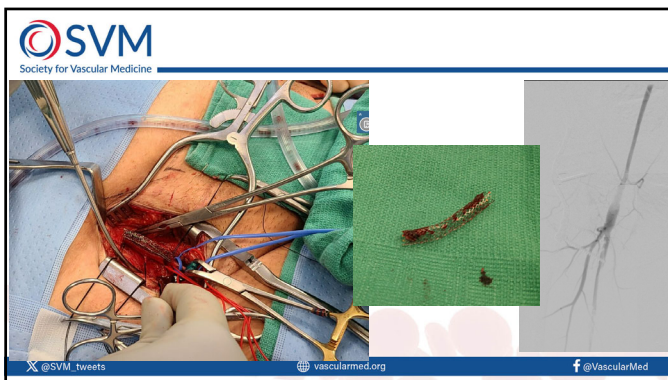 SVM
Society for Vascular Medicine
@SVM_tweets
vascularmed.org
@VascularMed